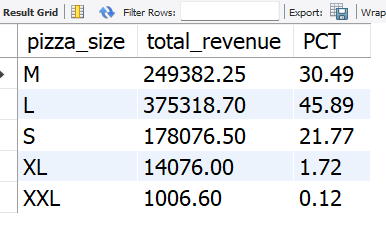 Result Grid Filter Rows: Export: Wrap
pizza_size total_revenue PCT
M 249382.25 30.49
L 375318.70 45.89
S 178076.50 21.77
XL 14076.00 1.72
XXL 1006.60 0.12